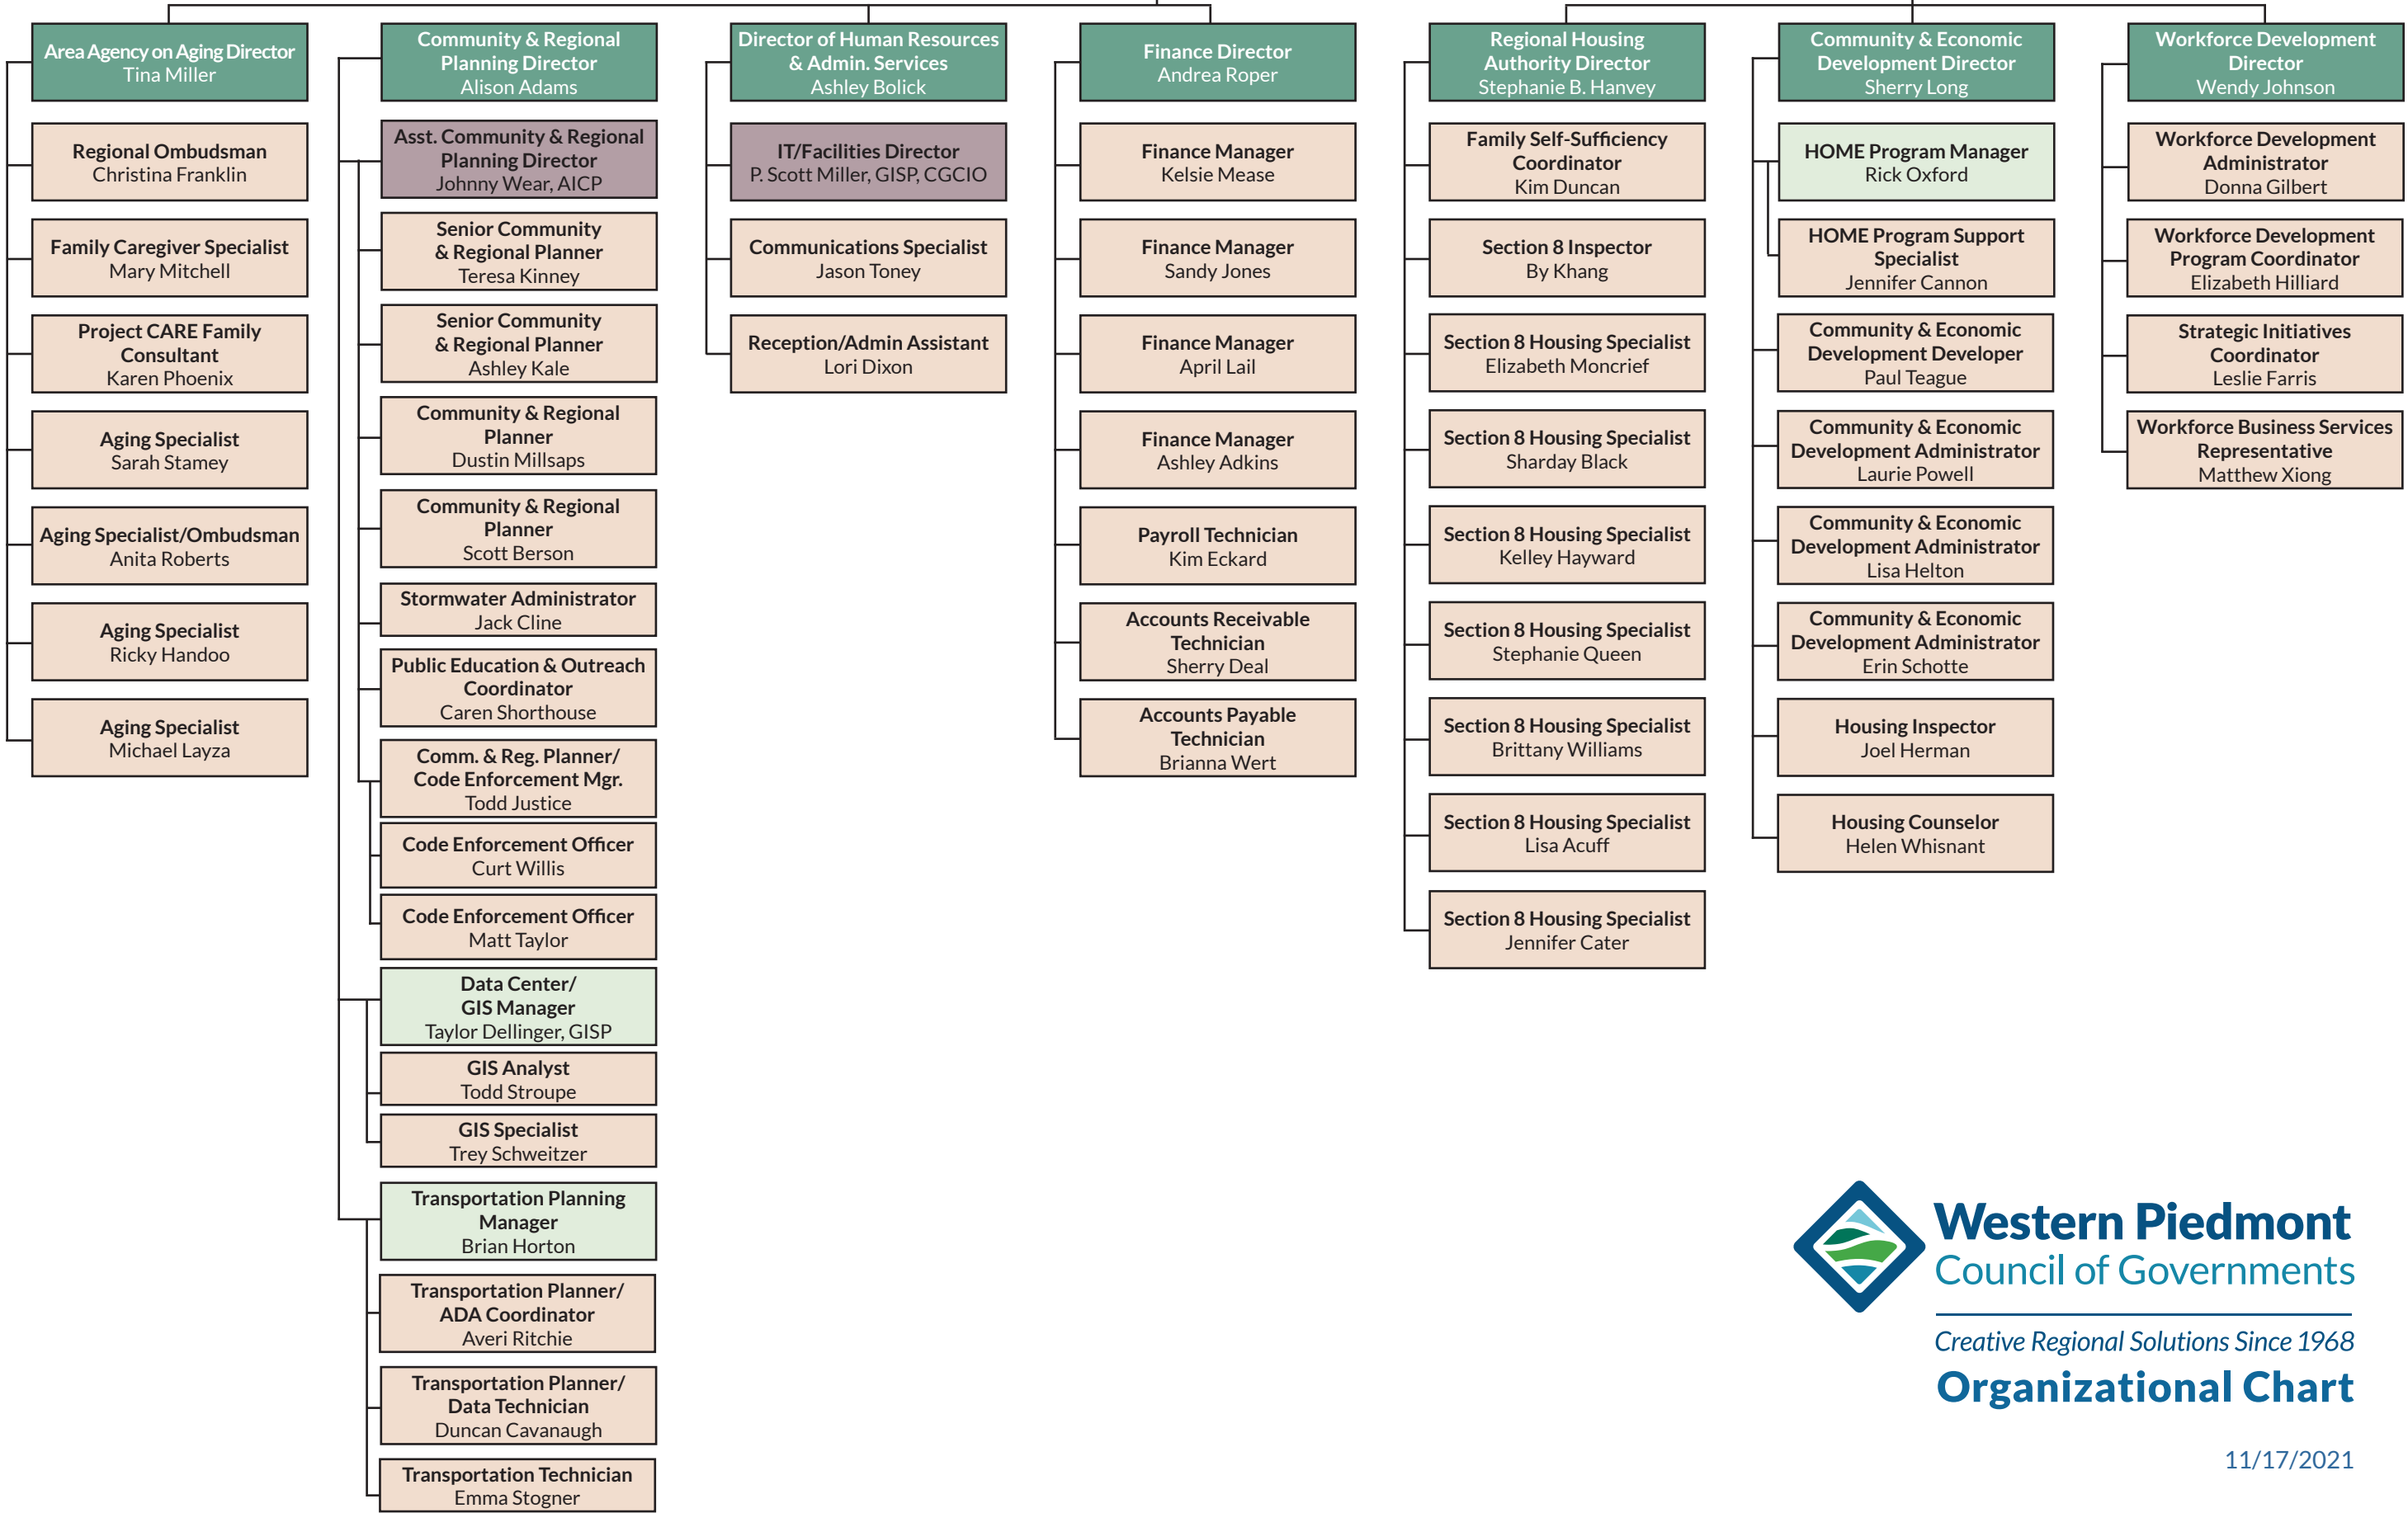 Area Agency on Aging Director
Tina Miller
Regional Ombudsman
Christina Franklin
Family Caregiver Specialist
Mary Mitchell
Project CARE Family
Consultant
Karen Phoenix
Aging Specialist
Sarah Stamey
Aging Specialist/Ombudsman
Anita Roberts
Aging Specialist
Ricky Handoo
Aging Specialist
Michael Layza
Community & Regional
Planning Director
Alison Adams
Asst. Community & Regional
Planning Director
Johnny Wear, AICP
Senior Community
& Regional Planner
Teresa Kinney
Senior Community
& Regional Planner
Ashley Kale
Community & Regional
Planner
Dustin Millsaps
Community & Regional
Planner
Scott Berson
Stormwater Administrator
Jack Cline
Public Education & Outreach
Coordinator
Caren Shorthouse
Comm. & Reg. Planner/
Code Enforcement Mgr.
Todd Justice
Code Enforcement Officer
Curt Willis
Code Enforcement Officer
Matt Taylor
Data Center/
GIS Manager
Taylor Dellinger, GISP
GIS Analyst
Todd Stroupe
GIS Specialist
Trey Schweitzer
Transportation Planning
Manager
Brian Horton
Transportation Planner/
ADA Coordinator
Averi Ritchie
Transportation Planner/
Data Technician
Duncan Cavanaugh
Transportation Technician
Emma Stogner
Director of Human Resources
& Admin. Services
Ashley Bolick
IT/Facilities Director
P. Scott Miller, GISP, CGCIO
Communications Specialist
Jason Toney
Reception/Admin Assistant
Lori Dixon
Finance Director
Andrea Roper
Finance Manager
Kelsie Mease
Finance Manager
Sandy Jones
Finance Manager
April Lail
Finance Manager
Ashley Adkins
Payroll Technician
Kim Eckard
Accounts Receivable
Technician
Sherry Deal
Accounts Payable
Technician
Brianna Wert
Regional Housing
Authority Director
Stephanie B. Hanvey
Family Self-Sufficiency
Coordinator
Kim Duncan
Section 8 Inspector
By Khang
Section 8 Housing Specialist
Elizabeth Moncrief
Section 8 Housing Specialist
Sharday Black
Section 8 Housing Specialist
Kelley Hayward
Section 8 Housing Specialist
Stephanie Queen
Section 8 Housing Specialist
Brittany Williams
Section 8 Housing Specialist
Lisa Acuff
Section 8 Housing Specialist
Jennifer Cater
Community & Economic
Development Director
Sherry Long
HOME Program Manager
Rick Oxford
HOME Program Support
Specialist
Jennifer Cannon
Community & Economic
Development Developer
Paul Teague
Community & Economic
Development Administrator
Laurie Powell
Community & Economic
Development Administrator
Lisa Helton
Community & Economic
Development Administrator
Erin Schotte
Housing Inspector
Joel Herman
Housing Counselor
Helen Whisnant
Workforce Development
Director
Wendy Johnson
Workforce Development
Administrator
Donna Gilbert
Workforce Development
Program Coordinator
Elizabeth Hilliard
Strategic Initiatives
Coordinator
Leslie Farris
Workforce Business Services
Representative
Matthew Xiong
Western Piedmont
Council of Governments
Creative Regional Solutions Since 1968
Organizational Chart
11/17/2021